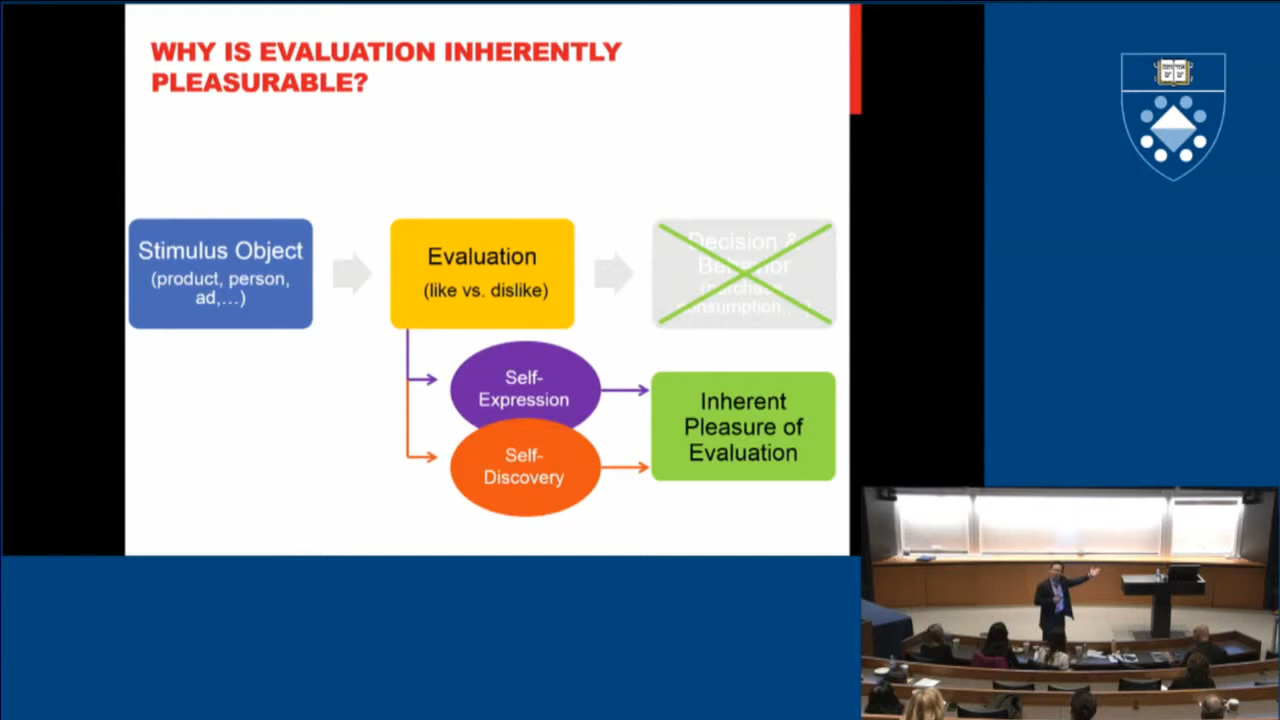 WHY IS EVALUATION INHERENTLY
PLEASURABLE?
Stimulus Object
(product, person,
ad,…)
Evaluation
(like vs. dislike)
Decision &
Behavior
(purchase
consumption…)
Self-
Expression
Self-
Discovery
Inherent
Pleasure of
Evaluation